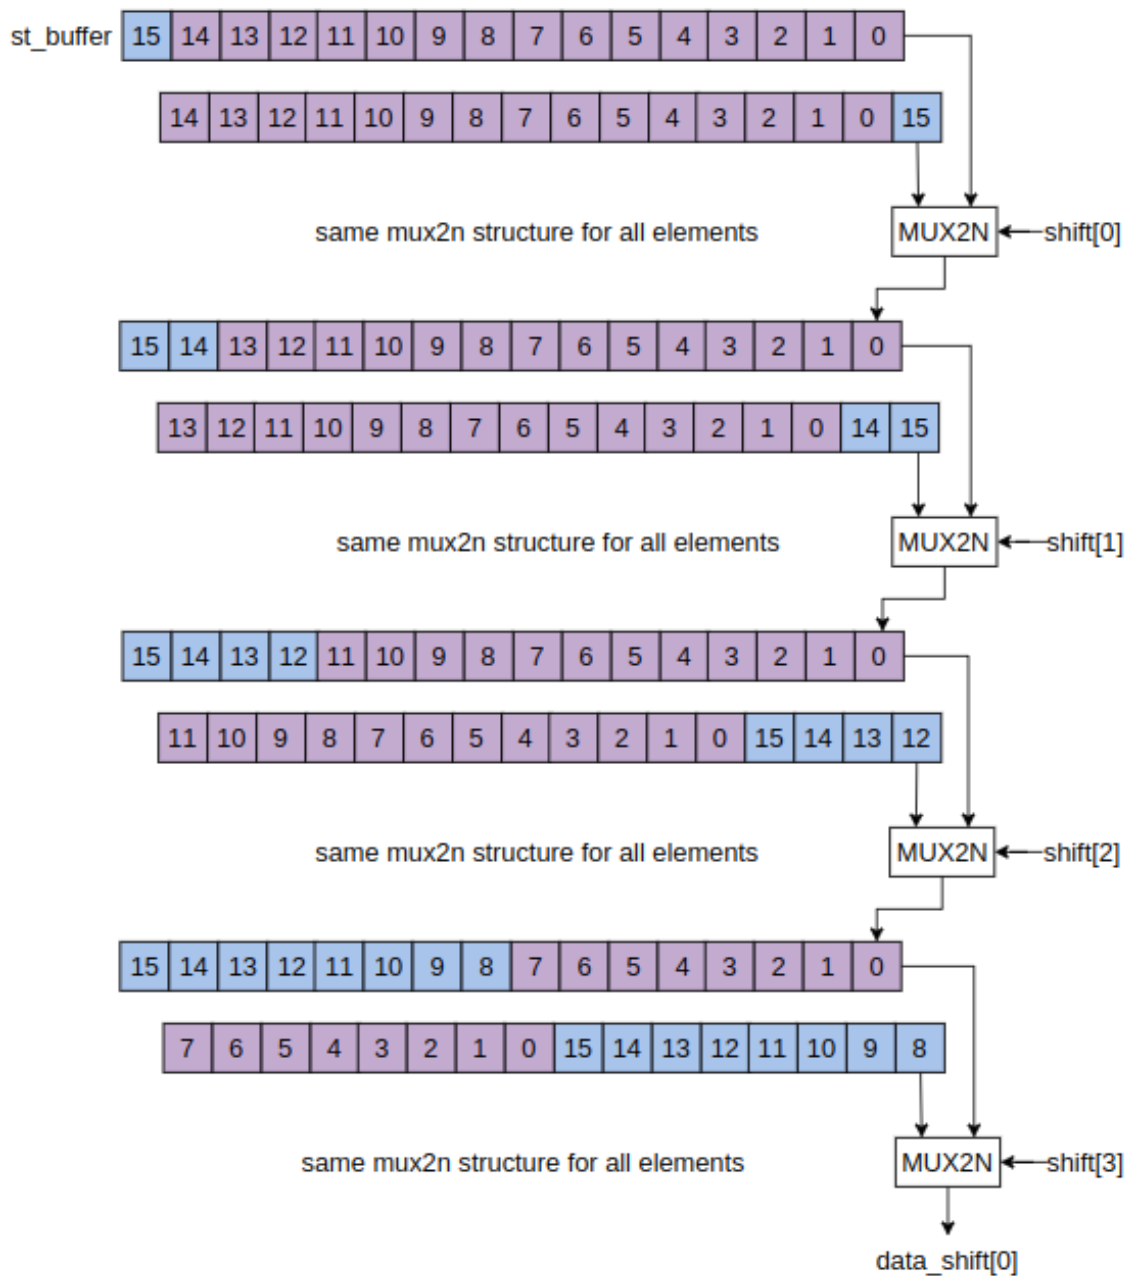 st_buffer 15 14 13 12 11 10 9 8 7 6 5 4 3 2 1 0
14 13 12 11 10 9 8 7 6 5 4 3 2 1 0 15
same mux2n structure for all elements MUX2N shift[0]
15 14 13 12 11 10 9 8 7 6 5 4 3 2 1 0
13 12 11 10 9 8 7 6 5 4 3 2 1 0 14 15
same mux2n structure for all elements MUX2N shift[1]
15 14 13 12 11 10 9 8 7 6 5 4 3 2 1 0
11 10 9 8 7 6 5 4 3 2 1 0 15 14 13 12
same mux2n structure for all elements MUX2N shift[2]
15 14 13 12 11 10 9 8 7 6 5 4 3 2 1 0
7 6 5 4 3 2 1 0 15 14 13 12 11 10 9 8
same mux2n structure for all elements MUX2N shift[3]
data_shift[0]